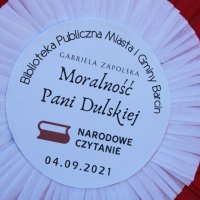 Biblioteka Publiczna Miasta i Gminy Barcin
GABRIELA ZAPOLSKA
Moralność
Pani Dulskiej
NARODOWE
CZYTANIE
04.09.2021